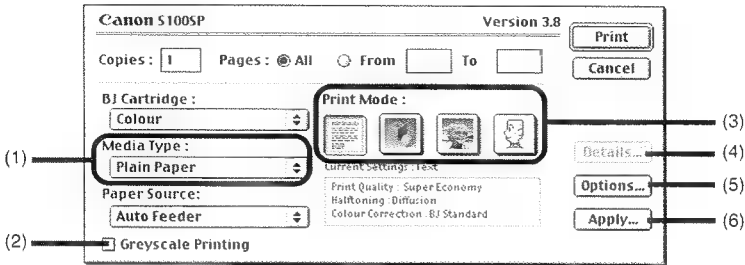 Canon S100SP Version 3.8
Print
Copies : 1 Pages : All From To
Cancel
BJ Cartridge :
Colour
Print Mode :
(3)
Media Type :
(1)
Plain Paper
Current Settings : Text
Details...
(4)
Print Quality : Super Economy
Halftoning : Diffusion
Colour Correction : BJ Standard
Paper Source:
Options...
(5)
Auto Feeder
Apply...
(6)
(2)
Greyscale Printing